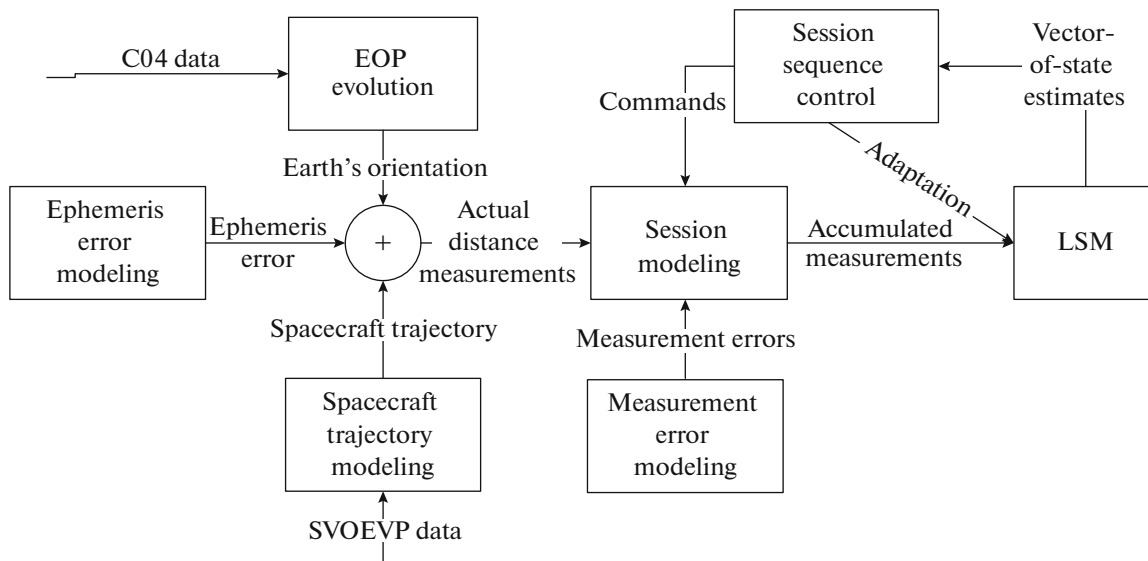 C04 data
EOP
evolution
Session
sequence
control
Vector-
of-state
estimates
Commands
Earth's orientation
Adaptation
Ephemeris
error
modeling
Ephemeris
error
+
Actual
distance
measurements
Session
modeling
Accumulated
measurements
LSM
Spacecraft trajectory
Measurement errors
Spacecraft
trajectory
modeling
Measurement
error
modeling
SVOEVP data